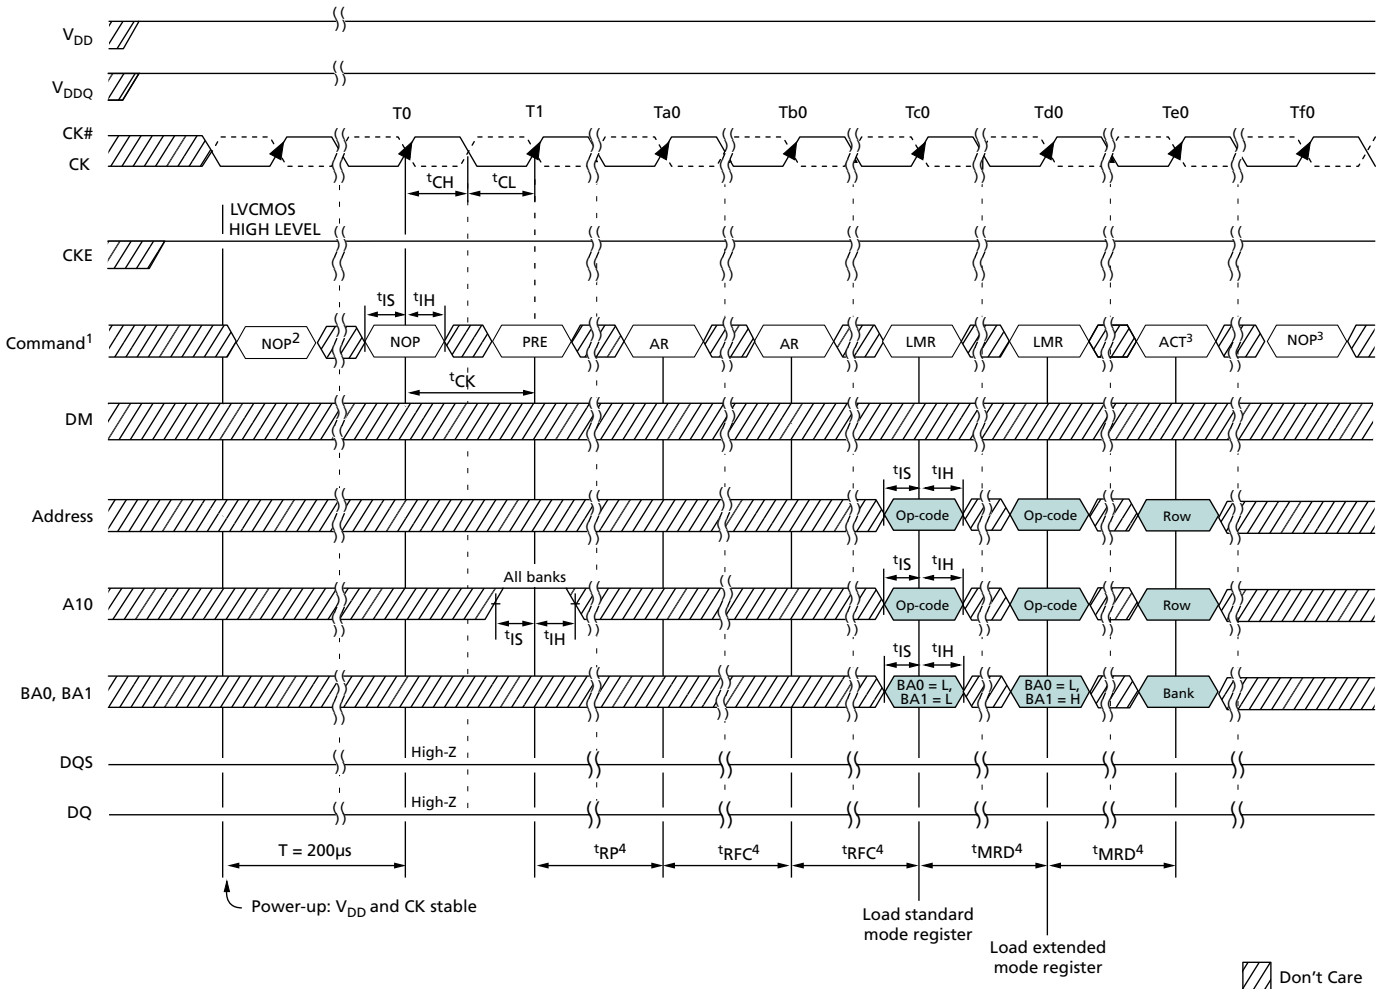 VDD
VDDQ
T0 T1 Ta0 Tb0 Tc0 Td0 Te0 Tf0
CK#
CK
tCH tCL
LVCMOS
HIGH LEVEL
CKE
tIS tIH
Command1 NOP2 NOP PRE AR AR LMR LMR ACT3 NOP3
tCK
DM
tIS tIH
Address Op-code Op-code Row
All banks tIS tIH
A10 Op-code Op-code Row
tIS tIH
tIS tIH
BA0, BA1 BA0 = L, BA1 = L BA0 = L, BA1 = H Bank
High-Z
DQS
High-Z
DQ
T = 200µs tRP4 tRFC4 tRFC4 tMRD4 tMRD4
Power-up: VDD and CK stable
Load standard
mode register
Load extended
mode register
Don't Care